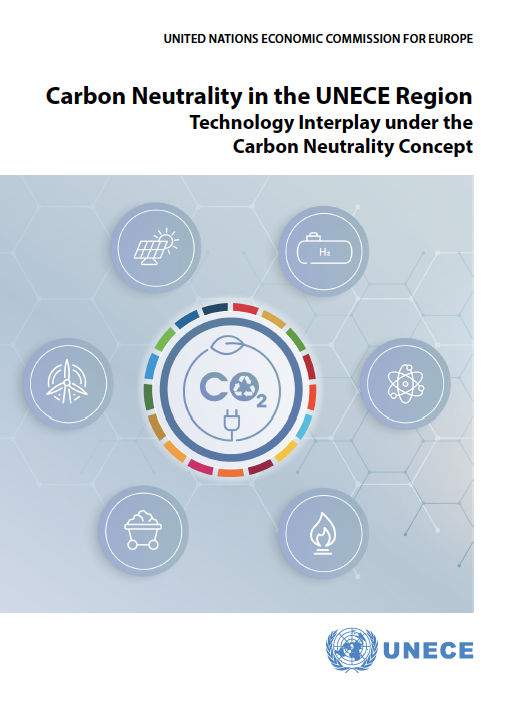 UNITED NATIONS ECONOMIC COMMISSION FOR EUROPE
Carbon Neutrality in the UNECE Region
Technology Interplay under the
Carbon Neutrality Concept
H₂
CO₂
UNECE